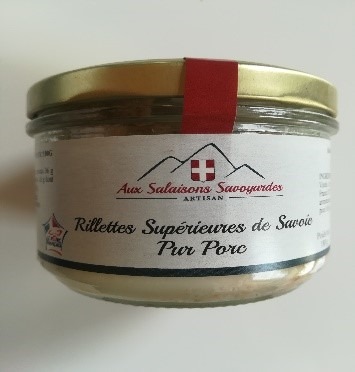 Aux Salaisons Savoyardes
ARTISAN
Rillettes Supérieures de Savoie
Pur Porc